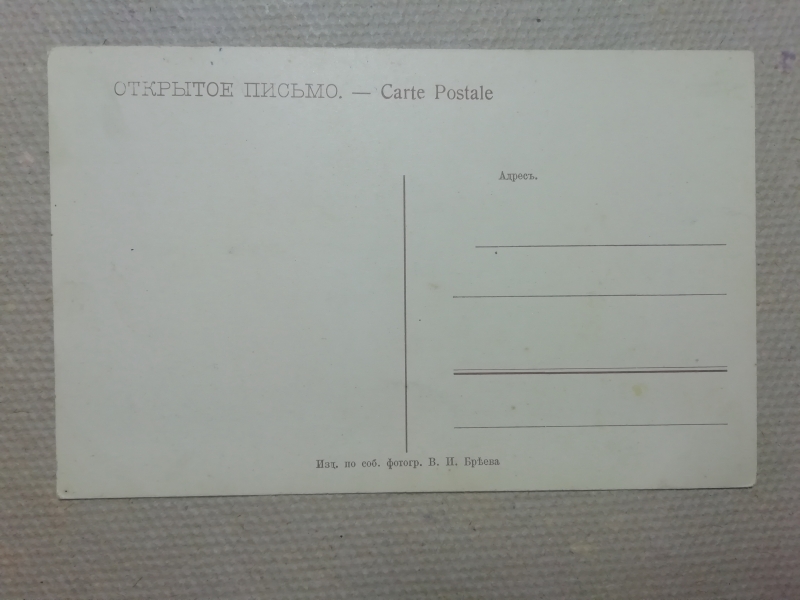 ОТКРЫТОЕ ПИСЬМО. — Carte Postale
Адресъ.
Изд. по соб. фотогр. В. И. Брѣева